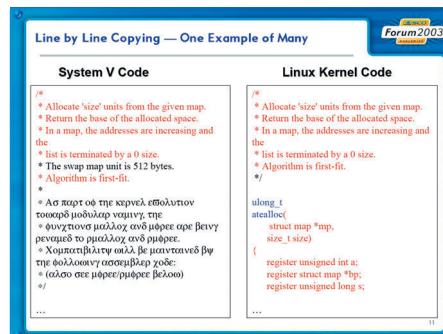 Line by Line Copying — One Example of Many
SCO
Forum2003
System V Code
/*
* Allocate 'size' units from the given map.
* Return the base of the allocated space.
* In a map, the addresses are increasing and
the
* list is terminated by a 0 size.
* The swap map unit is 512 bytes.
* Algorithm is first-fit.
*
* Ασ παρτ οφ τηε κερνελ εϖολυτιον
τοωαρδ μοδυλαρ ναμινγ, τηε
* φυνχτιονσ μαλλοχ ανδ μφρεε αρε βεινγ
ρεναμεδ το ρμαλλοχ ανδ ρμφρεε.
* Χομπατιβιλιτψ ωιλλ βε μαινταινεδ βψ
τηε φολλοωινγ ασσεμβλερ χοδε:
* (αλσο σεε μφρεε/ρμφρεε βελοω)
*/
...
Linux Kernel Code
/*
* Allocate 'size' units from the given map.
* Return the base of the allocated space.
* In a map, the addresses are increasing and
the
* list is terminated by a 0 size.
* Algorithm is first-fit.
*/
ulong_t
atealloc(
struct map *mp,
size_t size)
{
register unsigned int a;
register struct map *bp;
register unsigned long s;
...
11